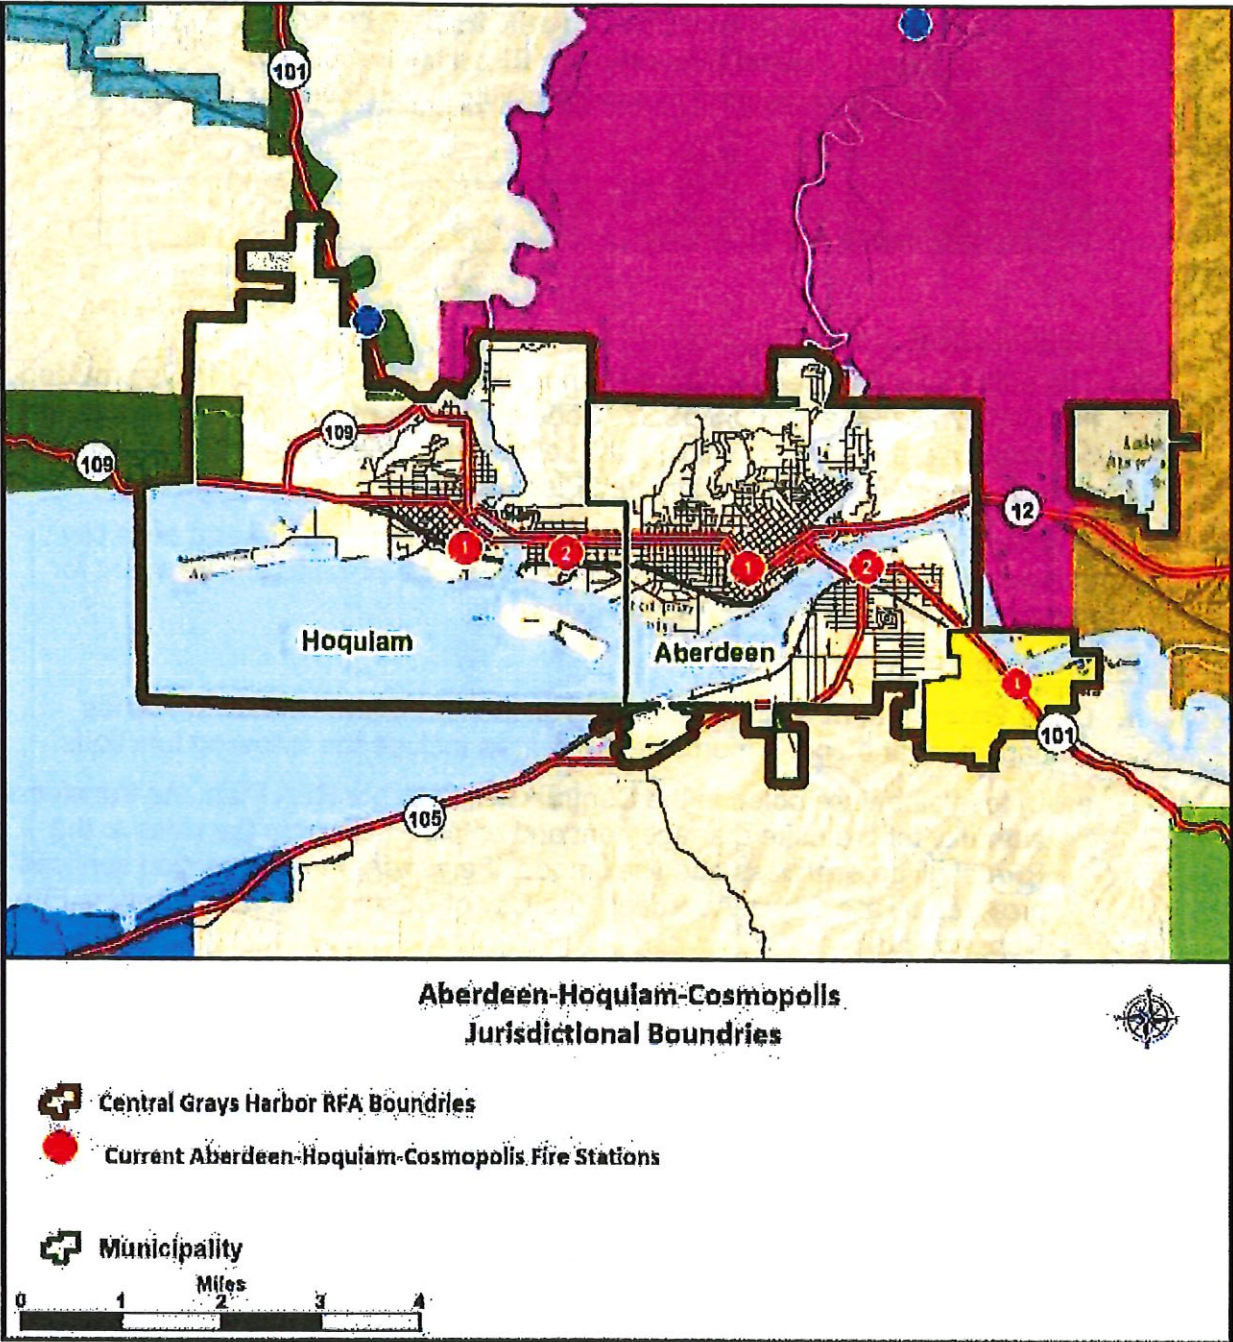 101
109
109
12
1
2
1
2
Hoquiam
Aberdeen
1
101
105
Aberdeen-Hoquiam-Cosmopolis
Jurisdictional Boundries
Central Grays Harbor RFA Boundries
Current Aberdeen-Hoquiam-Cosmopolis Fire Stations
Municipality
Miles
0 1 2 3 4